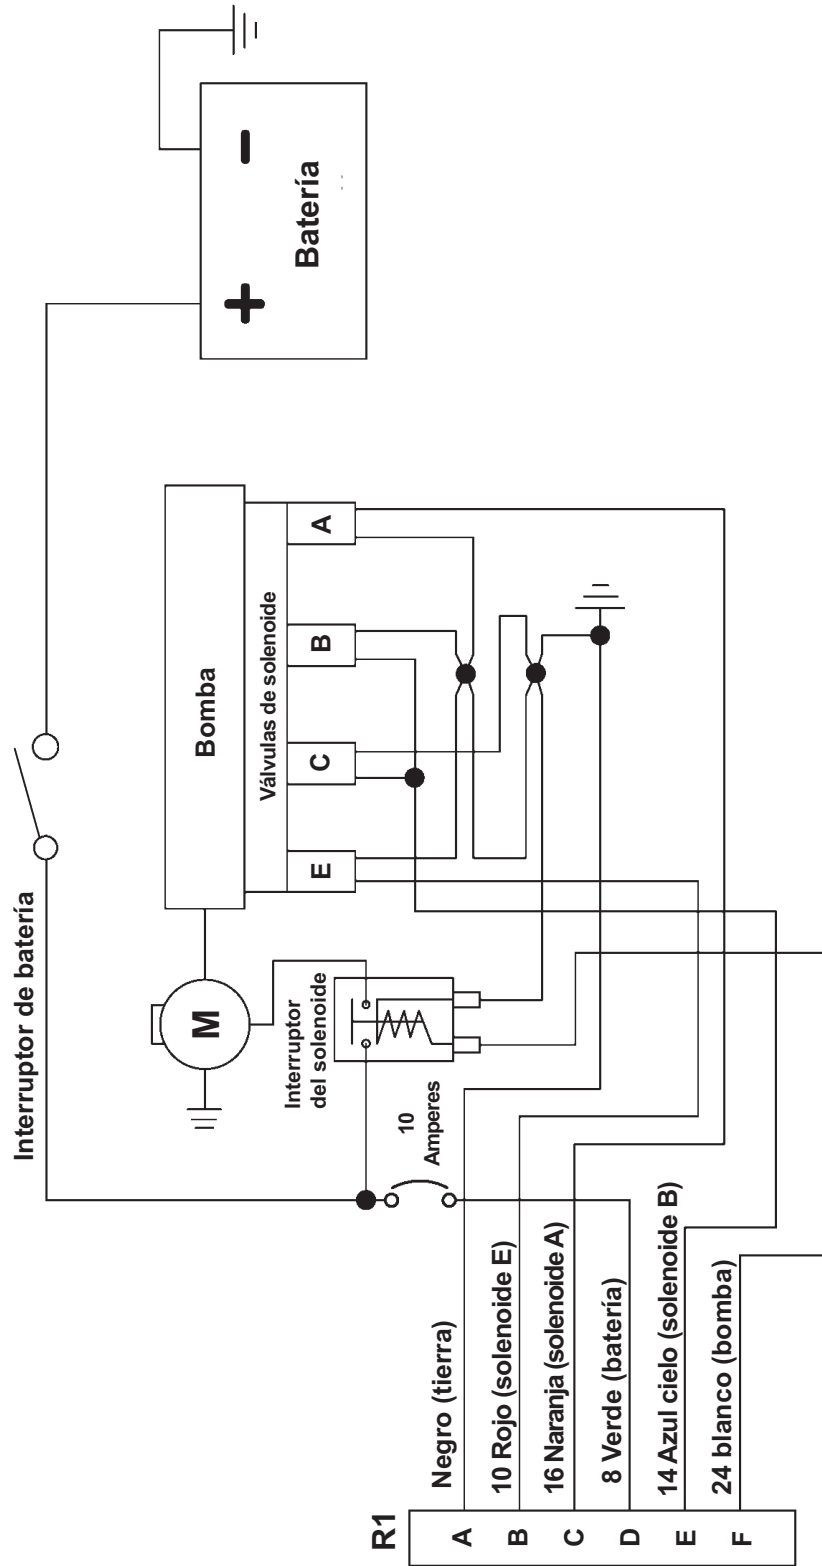 Interruptor de batería
+
-
Batería
M
Bomba
Válvulas de solenoide
E
C
B
A
Interruptor
del solenoide
10
Amperes
R1
A
Negro (tierra)
B
10 Rojo (solenoide E)
C
16 Naranja (solenoide A)
D
8 Verde (batería)
E
14 Azul cielo (solenoide B)
F
24 blanco (bomba)